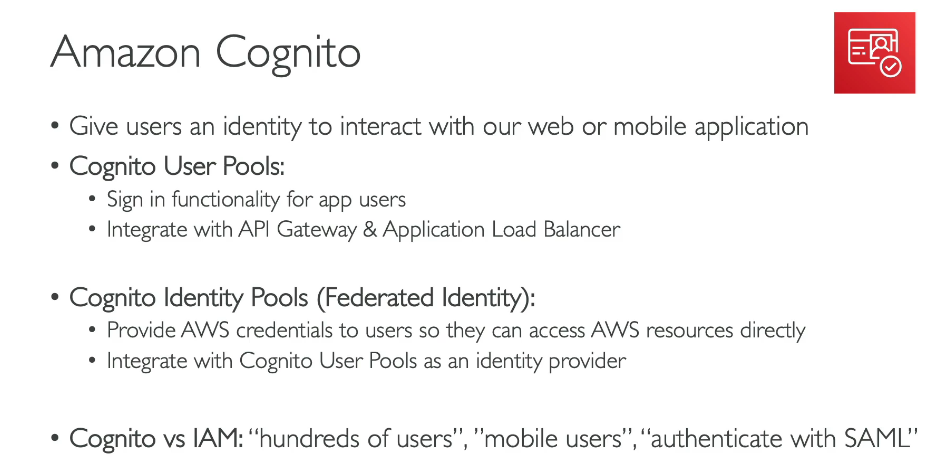 Amazon Cognito
• Give users an identity to interact with our web or mobile application
• Cognito User Pools:
• Sign in functionality for app users
• Integrate with API Gateway & Application Load Balancer
• Cognito Identity Pools (Federated Identity):
• Provide AWS credentials to users so they can access AWS resources directly
• Integrate with Cognito User Pools as an identity provider
• Cognito vs IAM: “hundreds of users”, ”mobile users”, “authenticate with SAML”